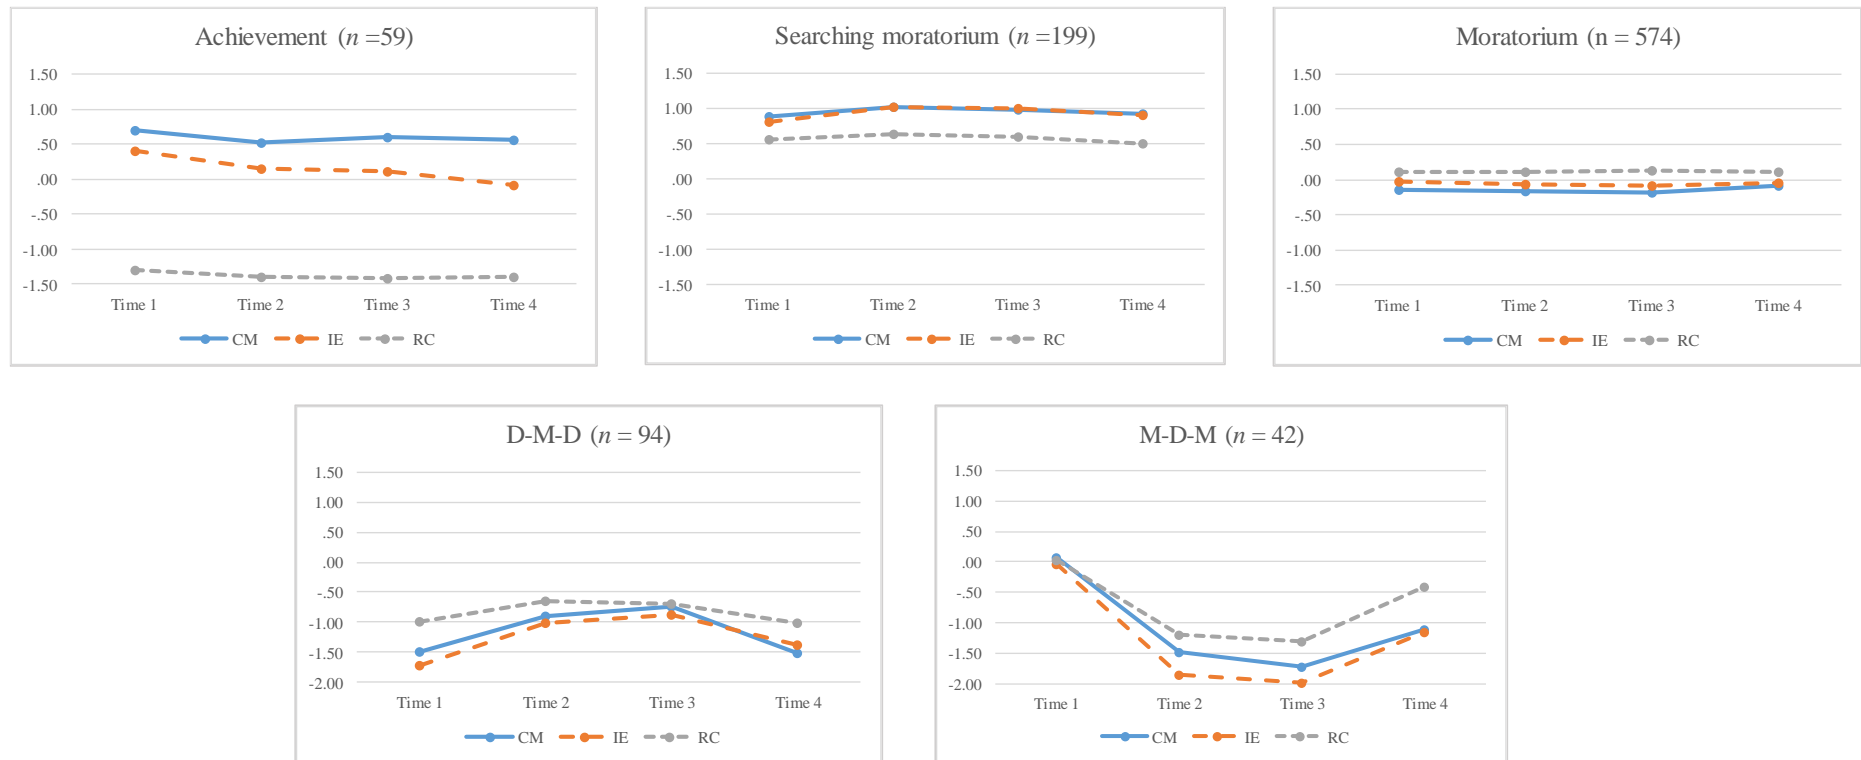 Achievement (n =59)
1.50
1.00
.50
.00
-.50
-1.00
-1.50
Time 1 Time 2 Time 3 Time 4
CM IE RC
Searching moratorium (n =199)
1.50
1.00
.50
.00
-.50
-1.00
-1.50
Time 1 Time 2 Time 3 Time 4
CM IE RC
Moratorium (n = 574)
1.50
1.00
.50
.00
-.50
-1.00
-1.50
Time 1 Time 2 Time 3 Time 4
CM IE RC
D-M-D (n = 94)
1.50
1.00
.50
.00
-.50
-1.00
-1.50
-2.00
Time 1 Time 2 Time 3 Time 4
CM IE RC
M-D-M (n = 42)
1.50
1.00
.50
.00
-.50
-1.00
-1.50
-2.00
Time 1 Time 2 Time 3 Time 4
CM IE RC